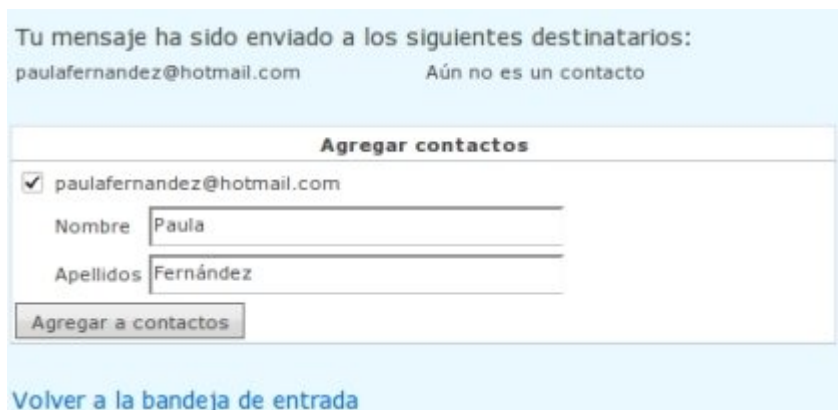 Tu mensaje ha sido enviado a los siguientes destinatarios:
paulafernandez@hotmail.com Aún no es un contacto
Agregar contactos
paulafernandez@hotmail.com
Nombre Paula
Apellidos Fernández
Agregar a contactos
Volver a la bandeja de entrada